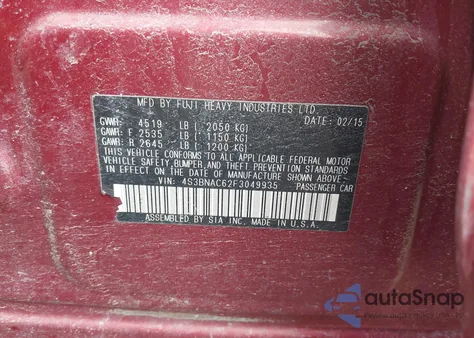 MFD BY FUJI HEAVY INDUSTRIES LTD.
GVWR: 4519 LB ( 2050 KG) DATE: 02/15
GAWR: F 2535 LB ( 1150 KG)
GAWR: R 2645 LB ( 1200 KG)
THIS VEHICLE CONFORMS TO ALL APPLICABLE FEDERAL MOTOR
VEHICLE SAFETY, BUMPER, AND THEFT PREVENTION STANDARDS
IN EFFECT ON THE DATE OF MANUFACTURE SHOWN ABOVE.
VIN: 4S3BNAC62F3049935 PASSENGER CAR
ASSEMBLED BY SIA INC. MADE IN U.S.A.
autoSnap